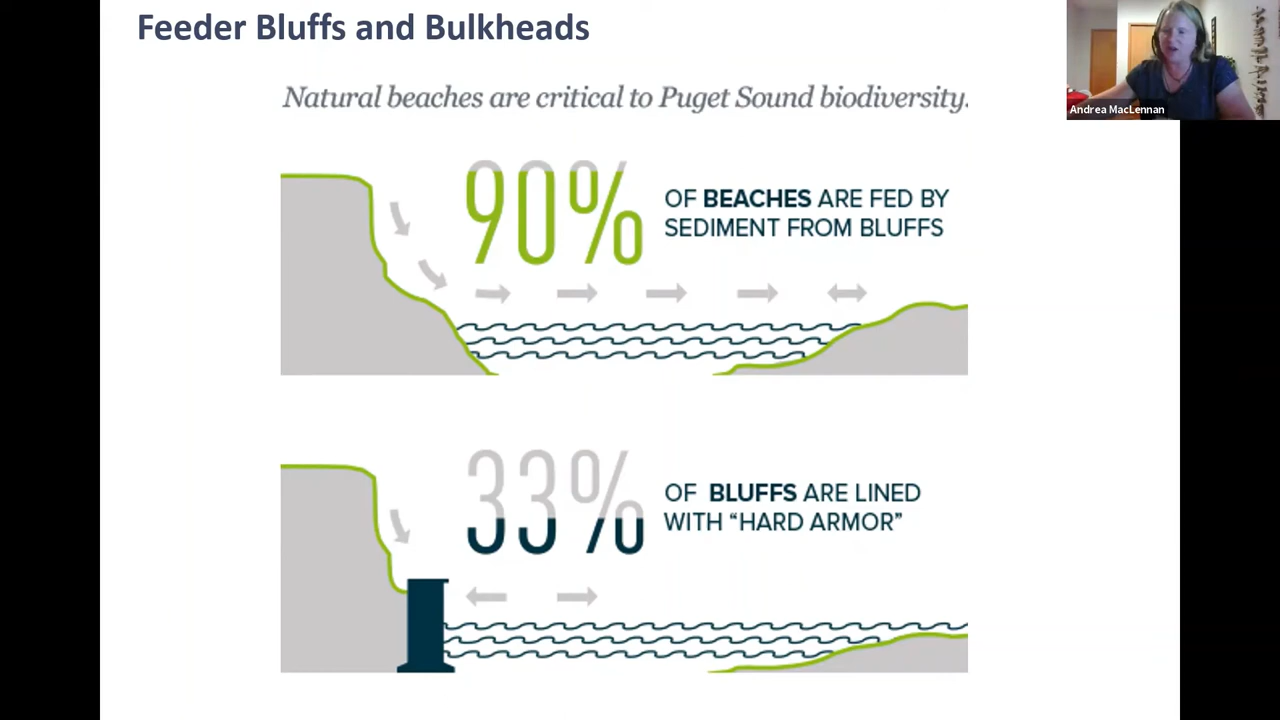 Feeder Bluffs and Bulkheads
Andrea MacLennan
Natural beaches are critical to Puget Sound biodiversity.
90%
OF BEACHES ARE FED BY
SEDIMENT FROM BLUFFS
33%
OF BLUFFS ARE LINED
WITH “HARD ARMOR”